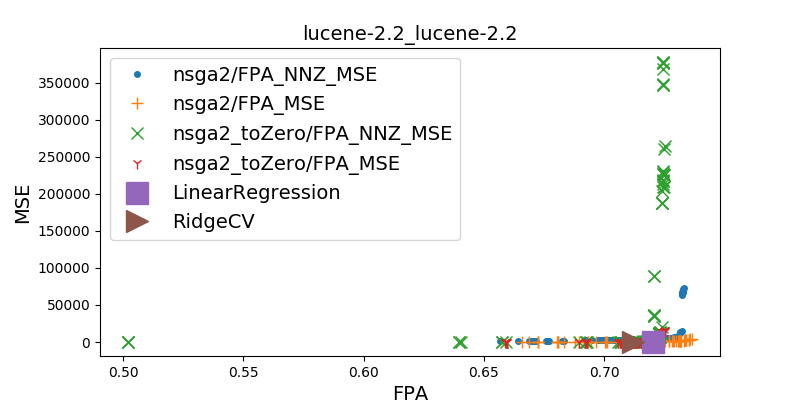 lucene-2.2_lucene-2.2
nsga2/FPA_NNZ_MSE
nsga2/FPA_MSE
nsga2_toZero/FPA_NNZ_MSE
nsga2_toZero/FPA_MSE
LinearRegression
RidgeCV
MSE
350000
300000
250000
200000
150000
100000
50000
0
0.50 0.55 0.60 0.65 0.70
FPA